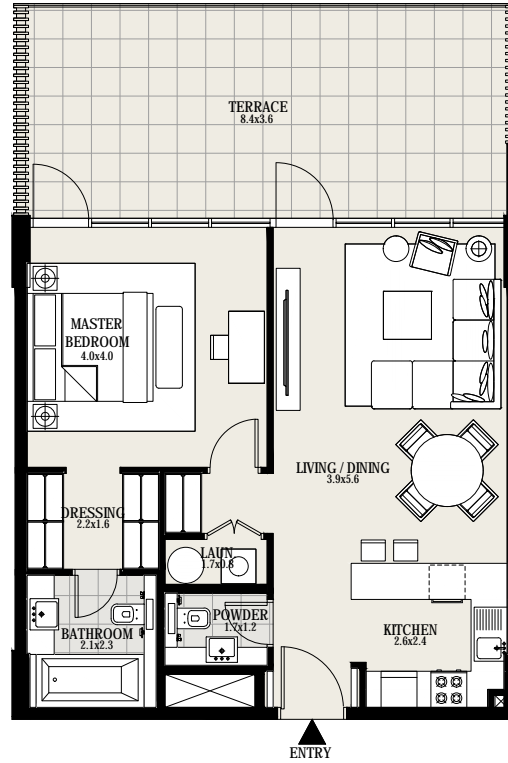 TERRACE
8.4x3.6
MASTER
BEDROOM
4.0x4.0
LIVING / DINING
3.9x5.6
DRESSING
2.2x1.6
LAUN.
1.7x0.8
POWDER
1.7x1.2
BATHROOM
2.1x2.3
KITCHEN
2.6x2.4
ENTRY